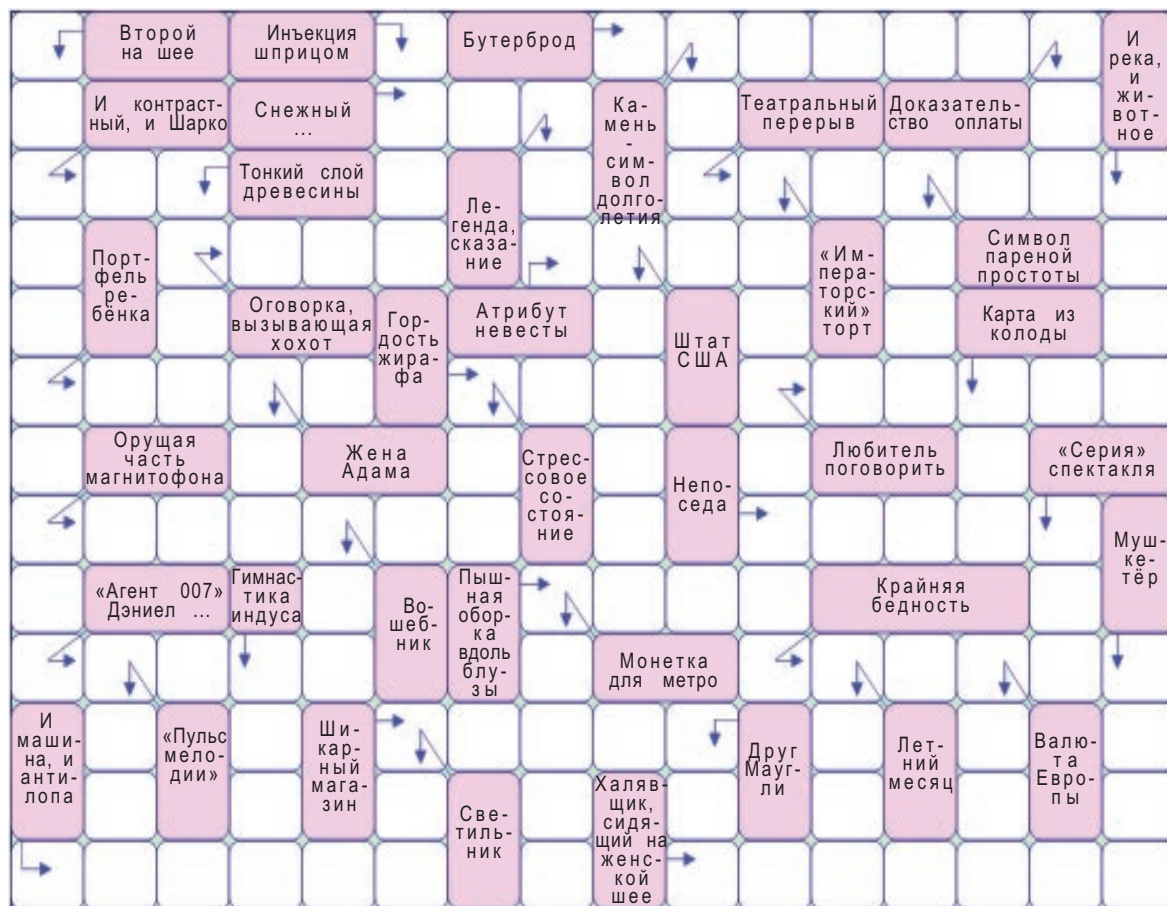 Второй
на шее
Инъекция
шприцом
Бутерброд
И
река,
и
жи-
вот-
ное
И контраст-
ный, и Шарко
Снежный
...
Ка-
мень
-
сим-
вол
долго-
летия
Театральный
перерыв
Доказатель-
ство оплаты
Тонкий слой
древесины
Ле-
генда,
сказа-
ние
Порт-
фель
ре-
бёнка
«Им-
пера-
тор-
ский»
торт
Символ
пареной
простоты
Оговорка,
вызывающая
хохот
Гор-
дость
жира-
фа
Атрибут
невесты
Штат
США
Карта из
колоды
Орущая
часть
магнитофона
Жена
Адама
Стрес-
совое
со-
стоя-
ние
Непо-
седа
Любитель
поговорить
«Серия»
спектакля
Муш-
ке-
тёр
«Агент 007»
Дэниел ...
Гимнас-
тика
индуса
Во-
шеб-
ник
Пыш-
ная
обор-
ка
вдоль
блу-
зы
Крайняя
бедность
Монетка
для метро
И
маши-
на, и
анти-
лопа
«Пульс
мело-
дии»
Ши-
карный
мага-
зин
Друг
Мауг-
ли
Лет-
ний
месяц
Валю-
та
Евро-
пы
Све-
тиль-
ник
Халяв-
щик,
сидя-
щий на
женс-
кой
шее